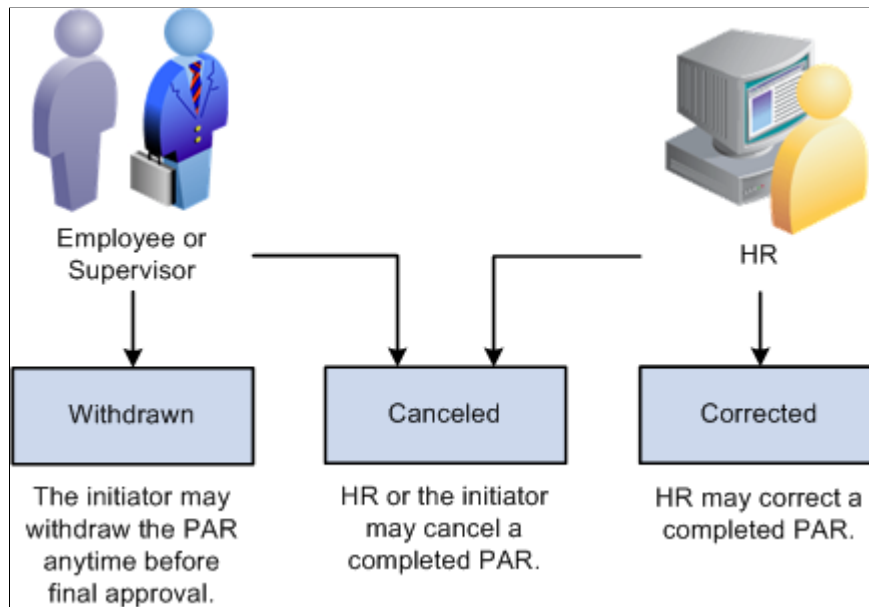 Employee or
Supervisor
HR
Withdrawn
Canceled
Corrected
The initiator may
withdraw the PAR
anytime before
final approval.
HR or the initiator
may cancel a
completed PAR.
HR may correct a
completed PAR.